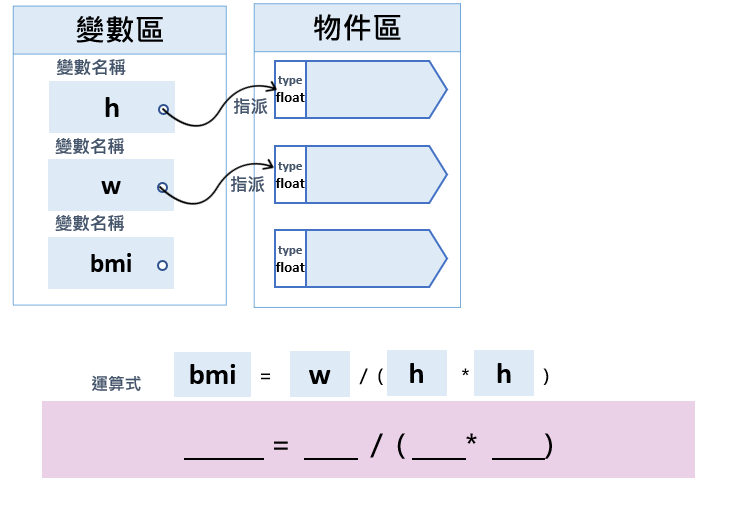 變數區
變數名稱
h
變數名稱
w
變數名稱
bmi
指派
指派
物件區
type
float
type
float
type
float
運算式 bmi = w / ( h * h )
_____ = ____ / ( ____* ____)